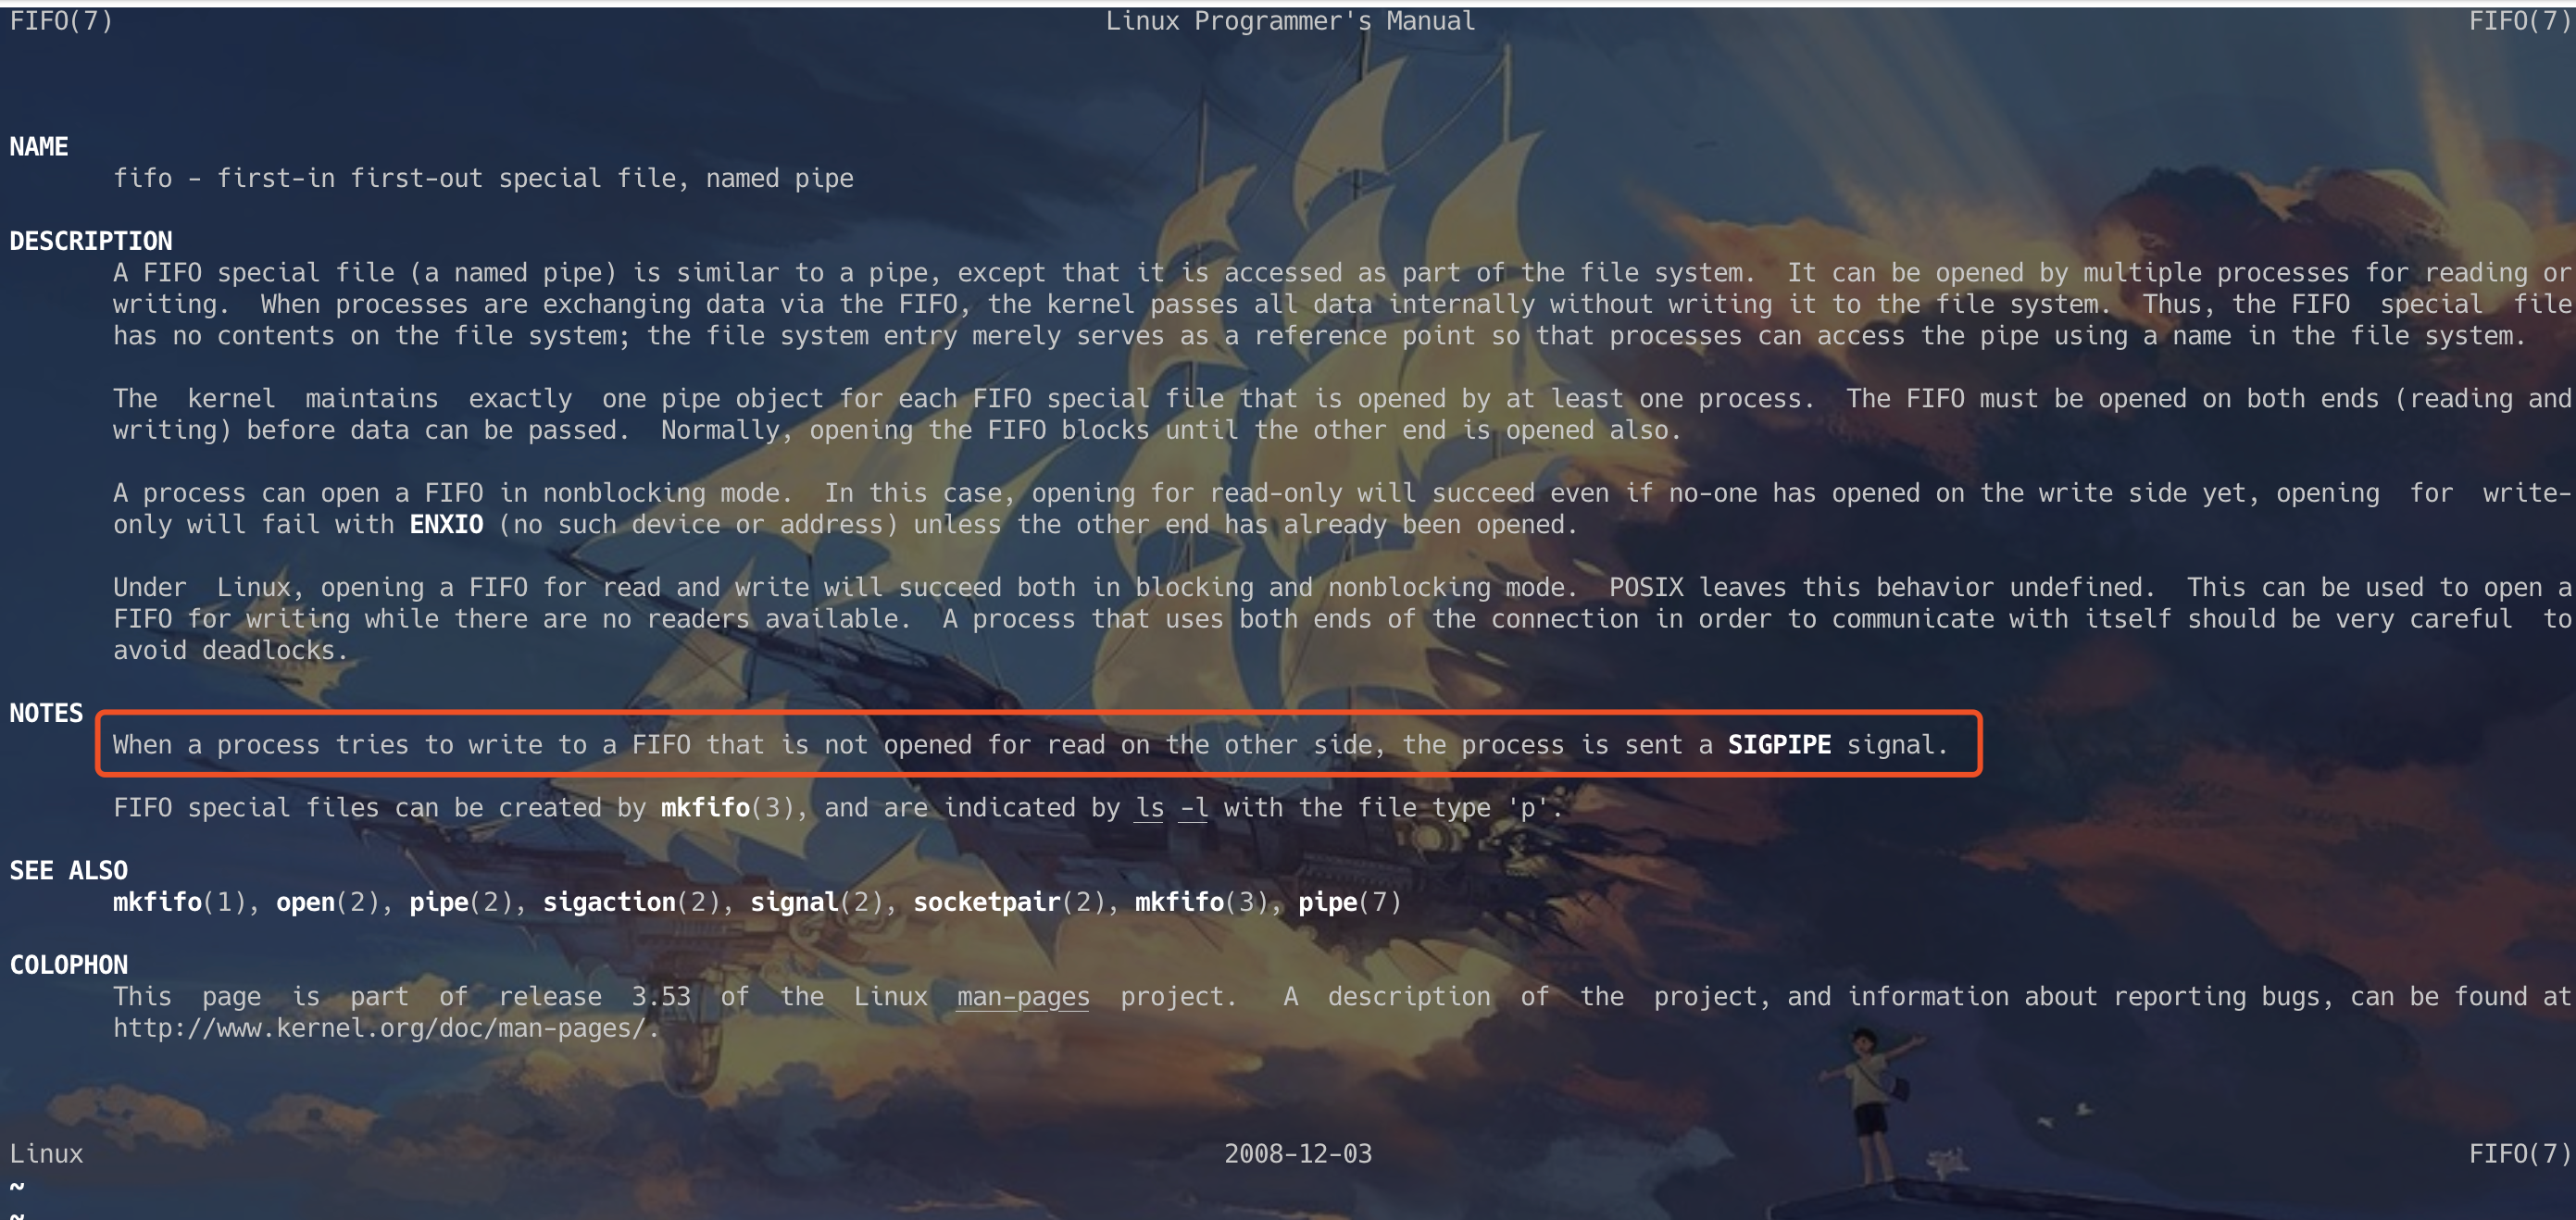 FIFO(7) Linux Programmer's Manual FIFO(7)
NAME
fifo - first-in first-out special file, named pipe
DESCRIPTION
A FIFO special file (a named pipe) is similar to a pipe, except that it is accessed as part of the file system. It can be opened by multiple processes for reading or
writing. When processes are exchanging data via the FIFO, the kernel passes all data internally without writing it to the file system. Thus, the FIFO special file
has no contents on the file system; the file system entry merely serves as a reference point so that processes can access the pipe using a name in the file system.
The kernel maintains exactly one pipe object for each FIFO special file that is opened by at least one process. The FIFO must be opened on both ends (reading and
writing) before data can be passed. Normally, opening the FIFO blocks until the other end is opened also.
A process can open a FIFO in nonblocking mode. In this case, opening for read-only will succeed even if no-one has opened on the write side yet, opening for write-
only will fail with ENXIO (no such device or address) unless the other end has already been opened.
Under Linux, opening a FIFO for read and write will succeed both in blocking and nonblocking mode. POSIX leaves this behavior undefined. This can be used to open a
FIFO for writing while there are no readers available. A process that uses both ends of the connection in order to communicate with itself should be very careful to
avoid deadlocks.
NOTES
When a process tries to write to a FIFO that is not opened for read on the other side, the process is sent a SIGPIPE signal.
FIFO special files can be created by mkfifo(3), and are indicated by ls -l with the file type 'p'.
SEE ALSO
mkfifo(1), open(2), pipe(2), sigaction(2), signal(2), socketpair(2), mkfifo(3), pipe(7)
COLOPHON
This page is part of release 3.53 of the Linux man-pages project. A description of the project, and information about reporting bugs, can be found at
http://www.kernel.org/doc/man-pages/.
Linux 2008-12-03 FIFO(7)
~
~